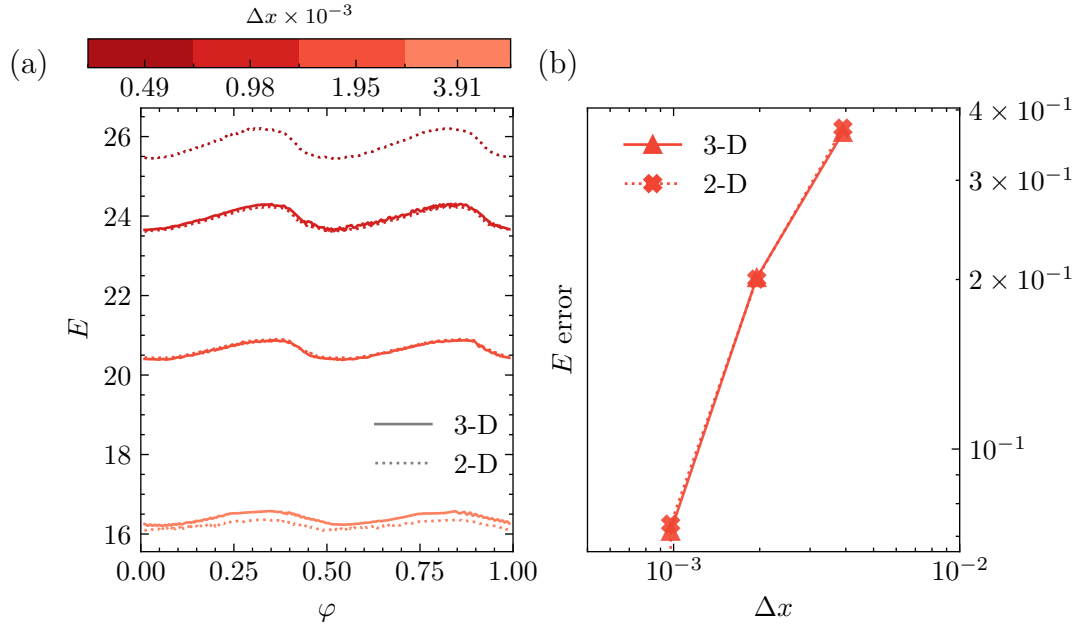 Δx × 10⁻³
(a)
0.49 0.98 1.95 3.91
E
26
24
22
20
18
16
3-D
2-D
0.00 0.25 0.50 0.75 1.00
φ
(b)
3-D
2-D
E error
4 × 10⁻¹
3 × 10⁻¹
2 × 10⁻¹
10⁻¹
10⁻³ 10⁻²
Δx